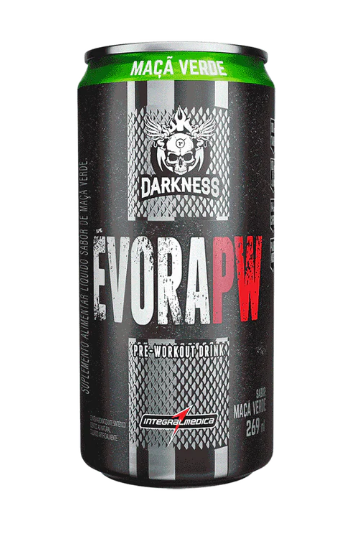 MAÇÃ VERDE
DARKNESS
ÉVORAPW
PRE-WORKOUT DRINK
INTEGRALMEDICA
SUPLEMENTO ALIMENTAR LÍQUIDO SABOR DE MAÇÃ VERDE.
SABOR
MAÇÃ VERDE
269 ml